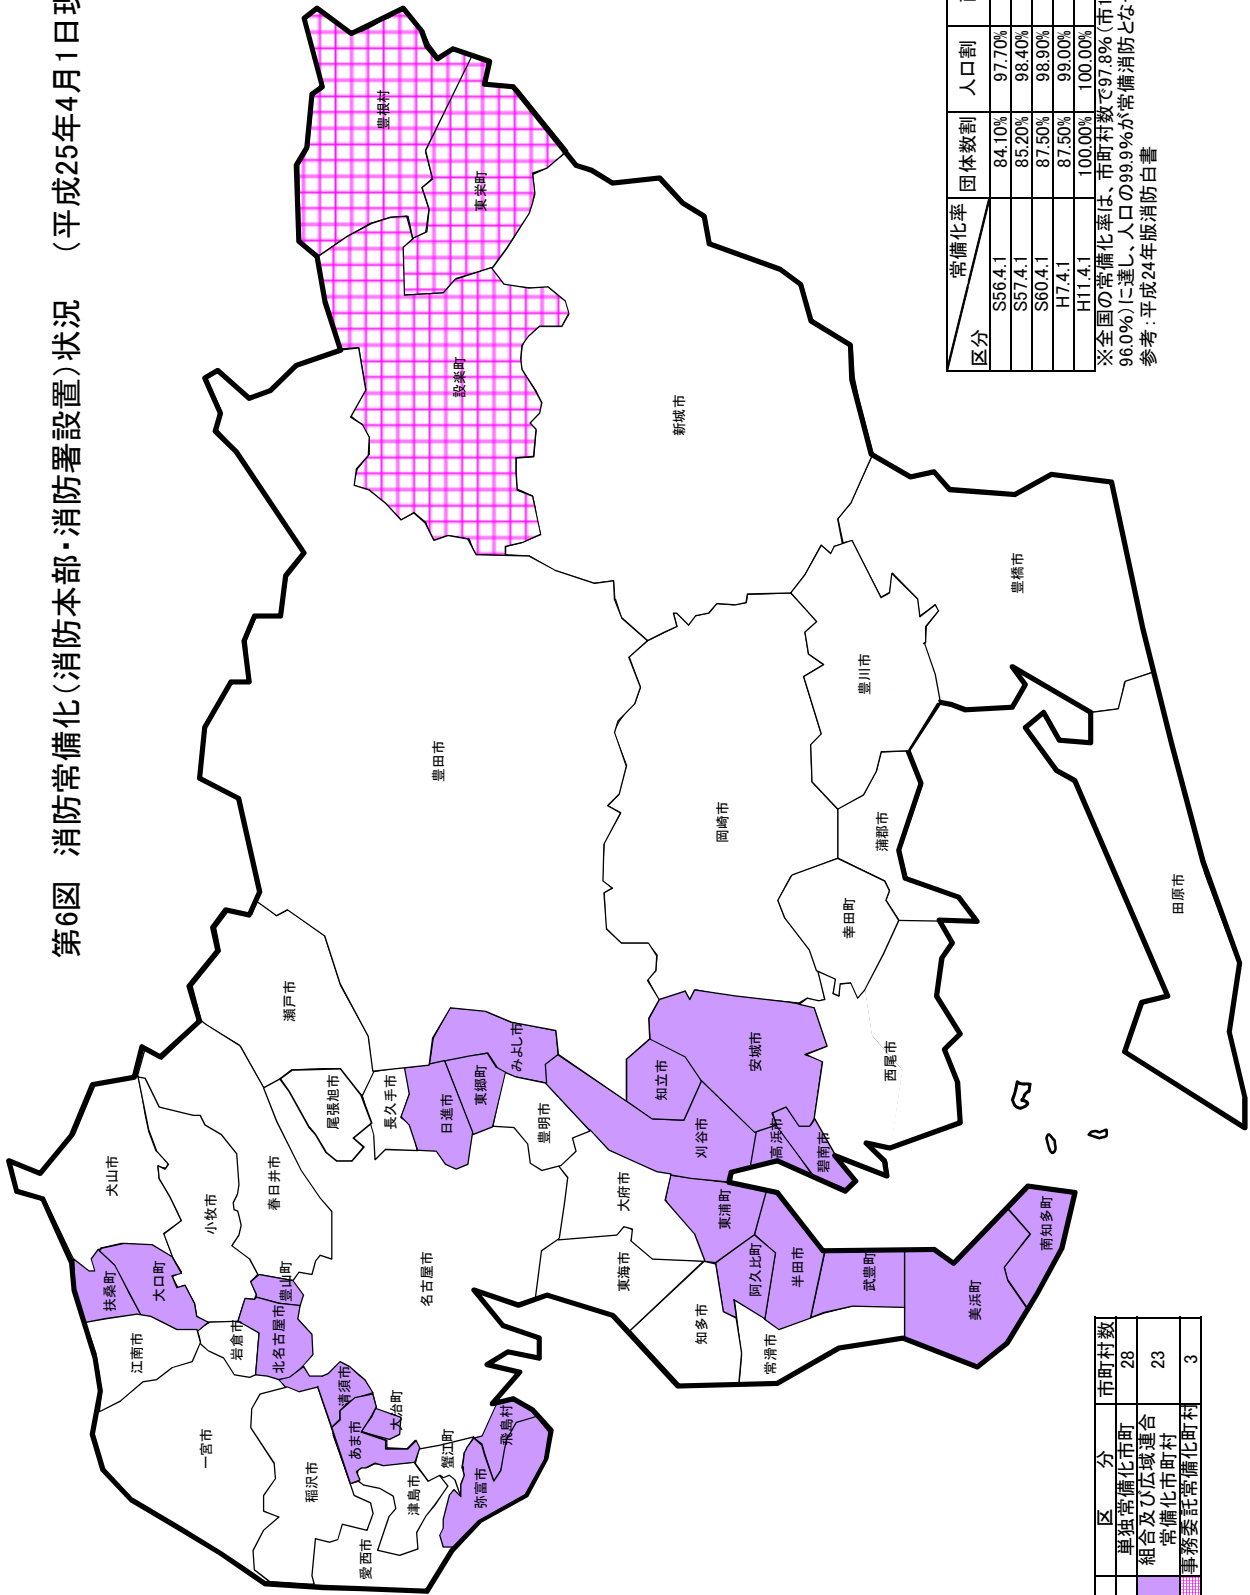 第6図 消防常備化（消防本部・消防署設置）状況 （平成25年4月1日現
豊根村
東栄町
設楽町
新城市
豊田市
豊橋市
豊川市
岡崎市
蒲郡市
幸田町
田原市
西尾市
瀬戸市
尾張旭市
長久手市
日進市
東郷町
みよし市
豊明市
知立市
安城市
刈谷市
高浜市
碧南市
犬山市
小牧市
春日井市
扶桑町
大口町
江南市
岩倉市
豊山町
北名古屋市
名古屋市
大府市
東海市
東浦町
阿久比町
知多市
半田市
常滑市
武豊町
美浜町
南知多町
一宮市
稲沢市
清須市
あま市
大治町
愛西市
津島市
蟹江町
弥富市
飛島村
区分 常備化率 団体数割 人口割
S56.4.1 84.10% 97.70%
S57.4.1 85.20% 98.40%
S60.4.1 87.50% 98.90%
H7.4.1 87.50% 99.00%
H11.4.1 100.00% 100.00%
※全国の常備化率は、市町村数で97.8%（市1
96.0%）に達し、人口の99.9%が常備消防とな
参考：平成24年版消防白書
区 分 市町村数
単独常備化市町 28
組合及び広域連合
常備化市町村 23
事務委託常備化町村 3